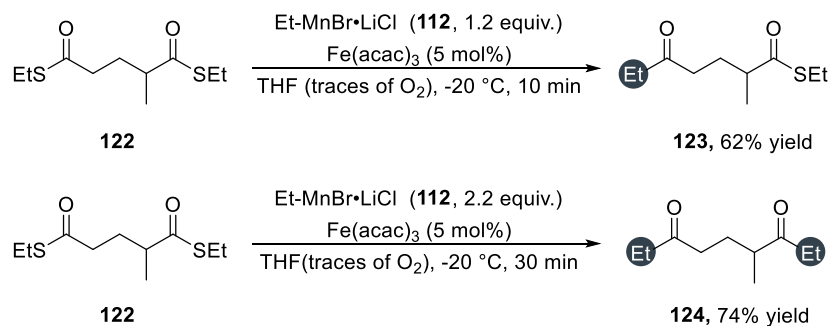 Et-MnBr•LiCl (112, 1.2 equiv.)
Fe(acac)3 (5 mol%)
THF (traces of O2), -20 °C, 10 min
O
O
EtS
SEt
122
O
O
Et
SEt
123, 62% yield
Et-MnBr•LiCl (112, 2.2 equiv.)
Fe(acac)3 (5 mol%)
THF(traces of O2), -20 °C, 30 min
O
O
EtS
SEt
122
O
O
Et
Et
124, 74% yield